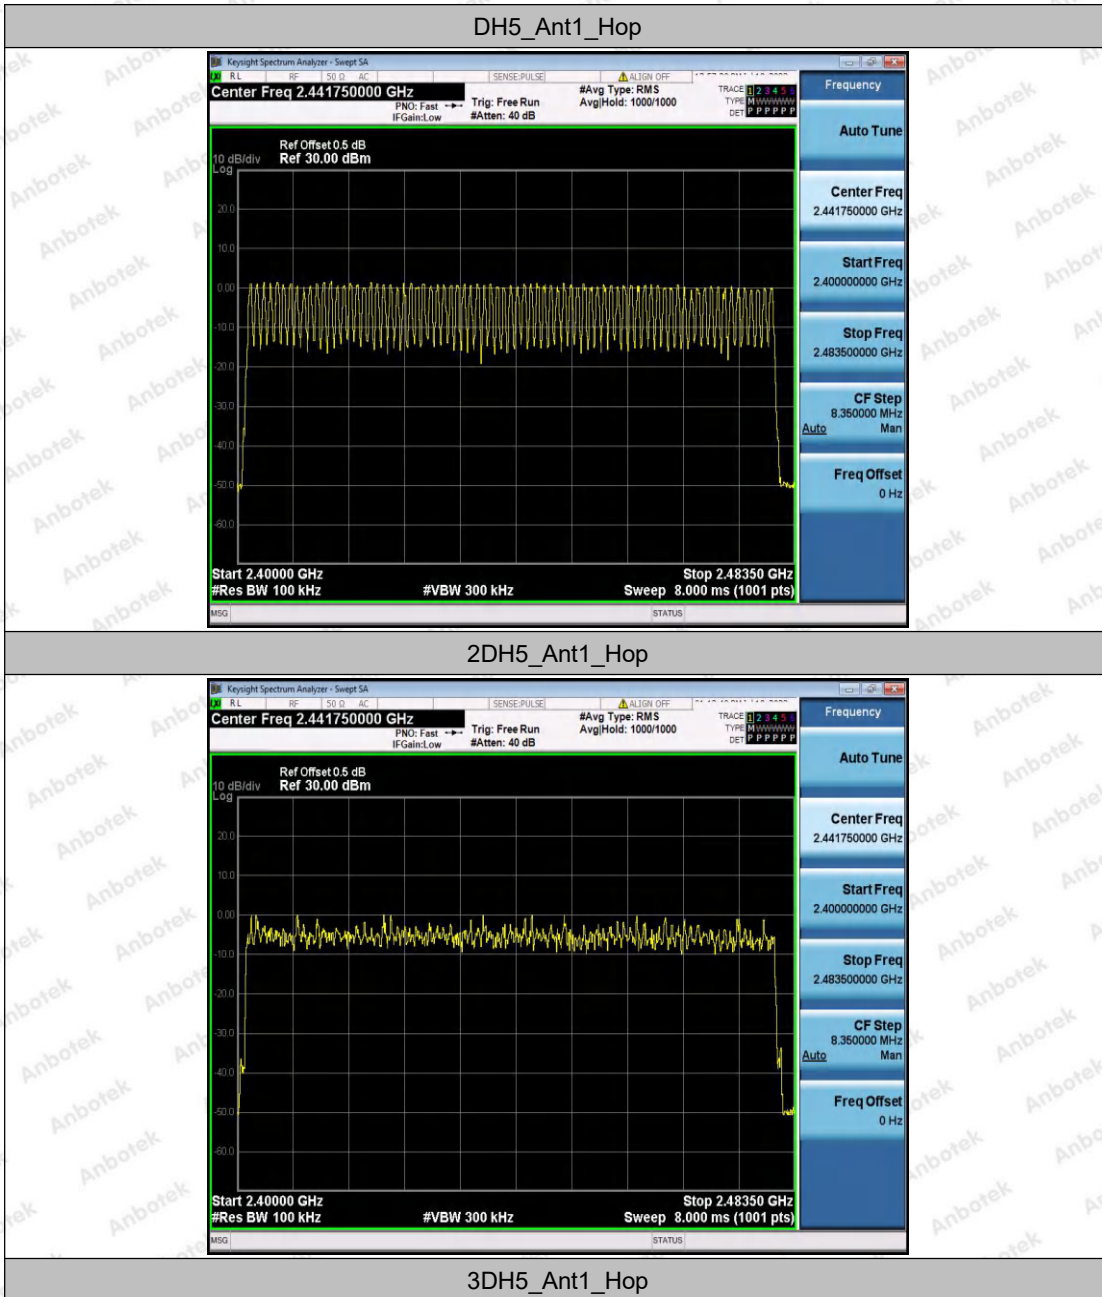 DH5_Ant1_Hop
Keysight Spectrum Analyzer - Swept SA
RL RF 50 Ω AC SENSE:PULSE ALIGN OFF
Center Freq 2.441750000 GHz
PNO: Fast
IFGain:Low
Trig: Free Run
#Atten: 40 dB
#Avg Type: RMS
Avg|Hold: 1000/1000
TRACE 1 2 3 4 5 6
TYPE M W W W W W
DET P P P P P P
Frequency
Auto Tune
Center Freq
2.441750000 GHz
Start Freq
2.400000000 GHz
Stop Freq
2.483500000 GHz
CF Step
8.350000 MHz
Auto Man
Freq Offset
0 Hz
Ref Offset 0.5 dB
10 dB/div Ref 30.00 dBm
Log
20.0
10.0
0.00
-10.0
-20.0
-30.0
-40.0
-50.0
-60.0
Start 2.40000 GHz Stop 2.48350 GHz
#Res BW 100 kHz #VBW 300 kHz Sweep 8.000 ms (1001 pts)
MSG STATUS
2DH5_Ant1_Hop
Keysight Spectrum Analyzer - Swept SA
RL RF 50 Ω AC SENSE:PULSE ALIGN OFF
Center Freq 2.441750000 GHz
PNO: Fast
IFGain:Low
Trig: Free Run
#Atten: 40 dB
#Avg Type: RMS
Avg|Hold: 1000/1000
TRACE 1 2 3 4 5 6
TYPE M W W W W W
DET P P P P P P
Frequency
Auto Tune
Center Freq
2.441750000 GHz
Start Freq
2.400000000 GHz
Stop Freq
2.483500000 GHz
CF Step
8.350000 MHz
Auto Man
Freq Offset
0 Hz
Ref Offset 0.5 dB
10 dB/div Ref 30.00 dBm
Log
20.0
10.0
0.00
-10.0
-20.0
-30.0
-40.0
-50.0
-60.0
Start 2.40000 GHz Stop 2.48350 GHz
#Res BW 100 kHz #VBW 300 kHz Sweep 8.000 ms (1001 pts)
MSG STATUS
3DH5_Ant1_Hop